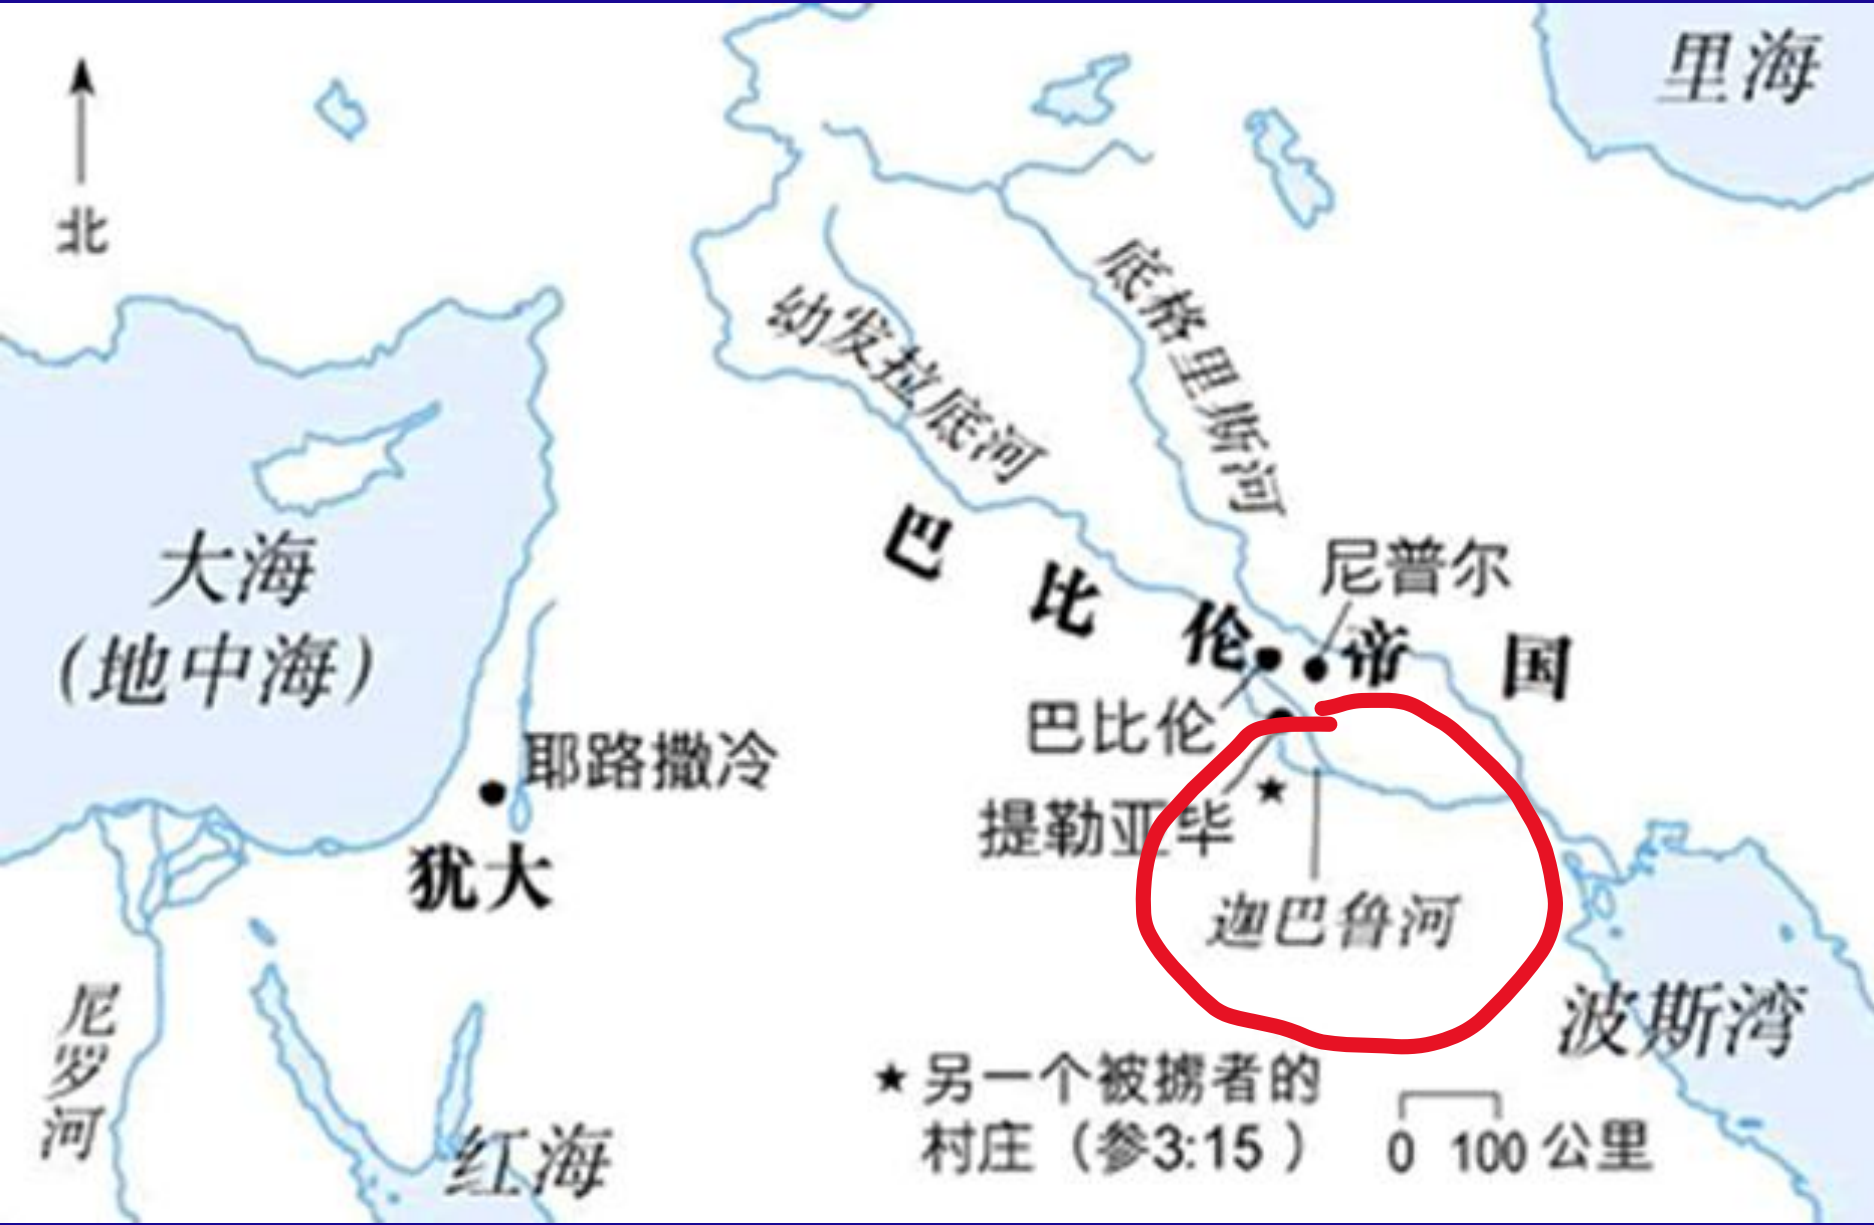 里海
北
底格里斯河
幼发拉底河
大海
（地中海）
巴比伦帝国
尼普尔
巴比伦
提勒亚毕
★
耶路撒冷
犹大
迦巴鲁河
尼罗河
红海
波斯湾
★另一个被掳者的
村庄（参3:15）
0 100公里